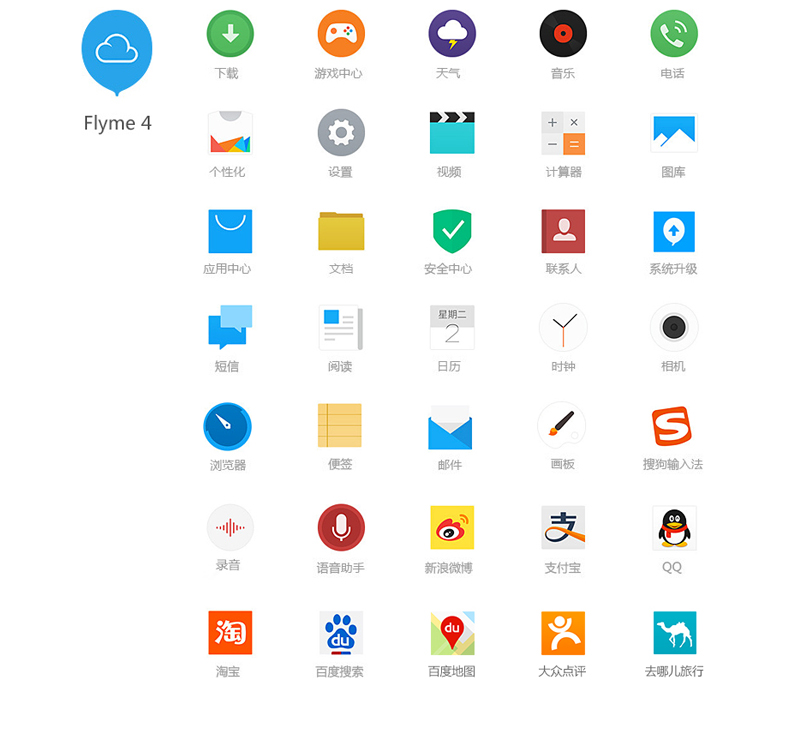 Flyme 4
下载 游戏中心 天气 音乐 电话
个性化 设置 视频 计算器 图库
应用中心 文档 安全中心 联系人 系统升级
星期二
2
短信 阅读 日历 时钟 相机
浏览器 便签 邮件 画板 搜狗输入法
录音 语音助手 新浪微博 支付宝 QQ
支
淘 du du
淘宝 百度搜索 百度地图 大众点评 去哪儿旅行